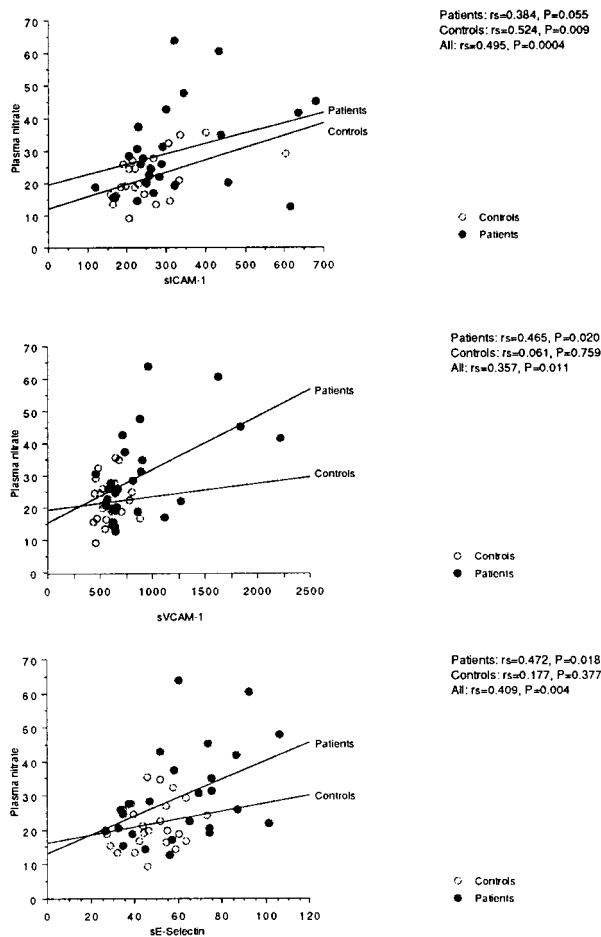 Patients: rs=0.384, P=0.055
Controls: rs=0.524, P=0.009
All: rs=0.495, P=0.0004
70
60
50
40
30
20
10
0
Plasma nitrate
Patients
Controls
0 100 200 300 400 500 600 700
sICAM-1
Controls
Patients
Patients: rs=0.465, P=0.020
Controls: rs=0.061, P=0.759
All: rs=0.357, P=0.011
70
60
50
40
30
20
10
0
Plasma nitrate
Patients
Controls
0 500 1000 1500 2000 2500
sVCAM-1
Controls
Patients
Patients: rs=0.472, P=0.018
Controls: rs=0.177, P=0.377
All: rs=0.409, P=0.004
70
60
50
40
30
20
10
0
Plasma nitrate
Patients
Controls
0 20 40 60 80 100 120
sE-Selectin
Controls
Patients